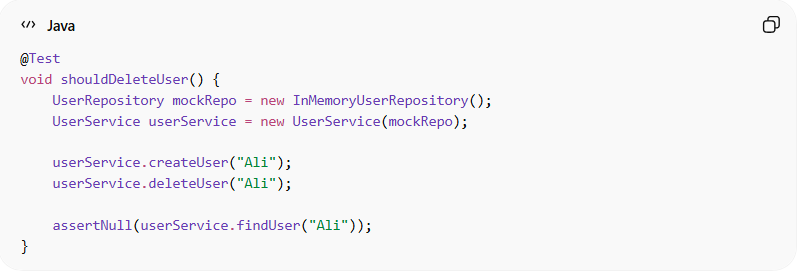 </> Java
@Test
void shouldDeleteUser() {
    UserRepository mockRepo = new InMemoryUserRepository();
    UserService userService = new UserService(mockRepo);
    userService.createUser("Ali");
    userService.deleteUser("Ali");
    assertNull(userService.findUser("Ali"));
}